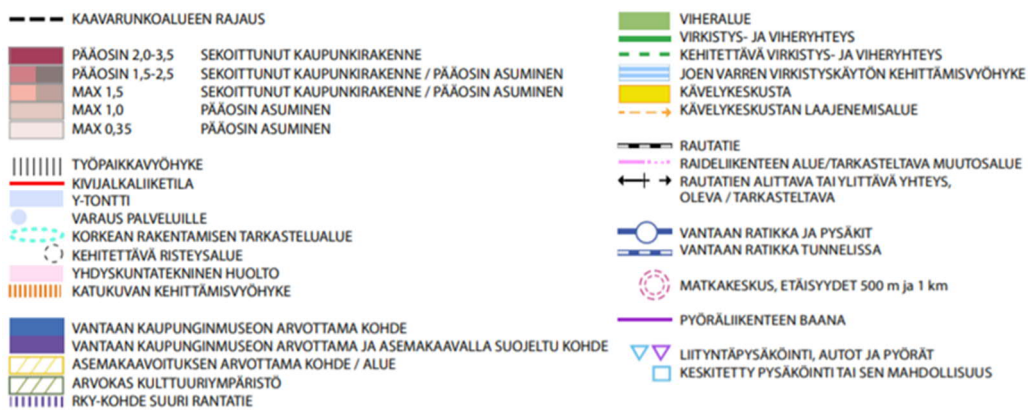 KAAVARUNKOALUEEN RAJAUS
PÄÄOSIN 2,0-3,5 SEKOITTUNUT KAUPUNKIRAKENNE
PÄÄOSIN 1,5-2,5 SEKOITTUNUT KAUPUNKIRAKENNE / PÄÄOSIN ASUMINEN
MAX 1,5 SEKOITTUNUT KAUPUNKIRAKENNE / PÄÄOSIN ASUMINEN
MAX 1,0 PÄÄOSIN ASUMINEN
MAX 0,35 PÄÄOSIN ASUMINEN
TYÖPAIKKAVYÖHYKE
KIVIJALKALIIKETILA
Y-TONTTI
VARAUS PALVELUILLE
KORKEAN RAKENTAMISEN TARKASTELUALUE
KEHITETTÄVÄ RISTEYSALUE
YHDYSKUNTATEKNINEN HUOLTO
KATUKUVAN KEHITTÄMISVYÖHYKE
VANTAAN KAUPUNGINMUSEON ARVOTTAMA KOHDE
VANTAAN KAUPUNGINMUSEON ARVOTTAMA JA ASEMAKAAVALLA SUOJELTU KOHDE
ASEMAKAAVOITUKSEN ARVOTTAMA KOHDE / ALUE
ARVOKAS KULTTUURIYMPÄRISTÖ
RKY-KOHDE SUURI RANTATIE
VIHERALUE
VIRKISTYS- JA VIHERYHTEYS
KEHITETTÄVÄ VIRKISTYS- JA VIHERYHTEYS
JOEN VARREN VIRKISTYSKÄYTÖN KEHITTÄMISVYÖHYKE
KÄVELYKESKUSTA
KÄVELYKESKUSTAN LAAJENEMISALUE
RAUTATIE
RAIDELIIKENTEEN ALUE/TARKASTELTAVA MUUTOSALUE
RAUTATIEN ALITTAVA TAI YLITTÄVÄ YHTEYS,
OLEVA / TARKASTELTAVA
VANTAAN RATIKKA JA PYSÄKIT
VANTAAN RATIKKA TUNNELISSA
MATKAKESKUS, ETÄISYYDET 500 m ja 1 km
PYÖRÄLIIKENTEEN BAANA
LIITYNTÄPYSÄKÖINTI, AUTOT JA PYÖRÄT
KESKITETTY PYSÄKÖINTI TAI SEN MAHDOLLISUUS